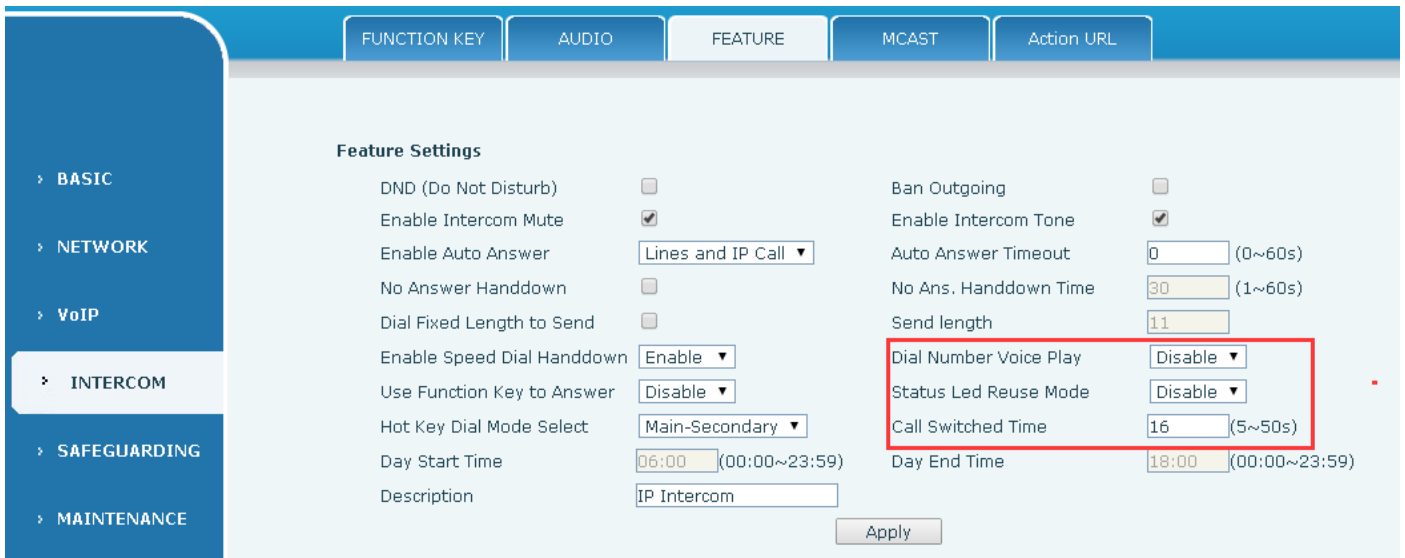 FUNCTION KEY AUDIO FEATURE MCAST Action URL
Feature Settings
› BASIC
DND (Do Not Disturb) Ban Outgoing
Enable Intercom Mute Enable Intercom Tone
› NETWORK
Enable Auto Answer Lines and IP Call ▼ Auto Answer Timeout 0 (0~60s)
No Answer Handdown No Ans. Handdown Time 30 (1~60s)
› VoIP
Dial Fixed Length to Send Send length 11
Enable Speed Dial Handdown Enable ▼ Dial Number Voice Play Disable ▼
› INTERCOM
Use Function Key to Answer Disable ▼ Status Led Reuse Mode Disable ▼
Hot Key Dial Mode Select Main-Secondary ▼ Call Switched Time 16 (5~50s)
› SAFEGUARDING
Day Start Time 06:00 (00:00~23:59) Day End Time 18:00 (00:00~23:59)
Description IP Intercom
› MAINTENANCE
Apply